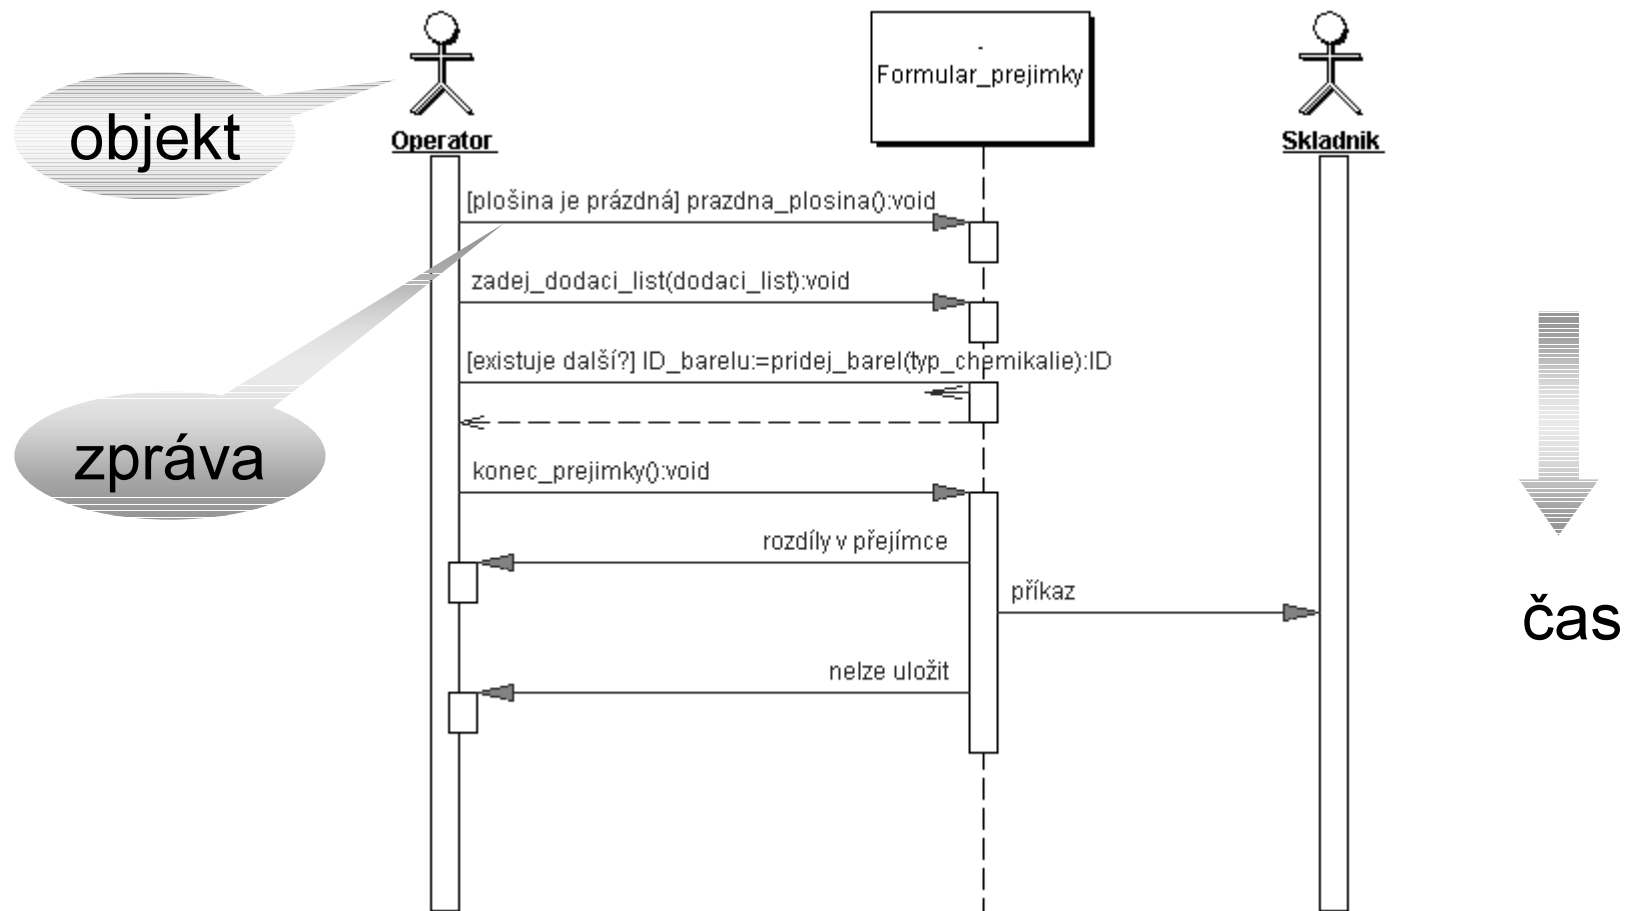 -
Formular_prejimky
objekt
Operator
Skladnik
[plošina je prázdná] prazdna_plosina():void
zadej_dodaci_list(dodaci_list):void
[existuje další?] ID_barelu:=pridej_barel(typ_chemikalie):ID
zpráva
konec_prejimky():void
rozdíly v přejímce
příkaz
čas
nelze uložit